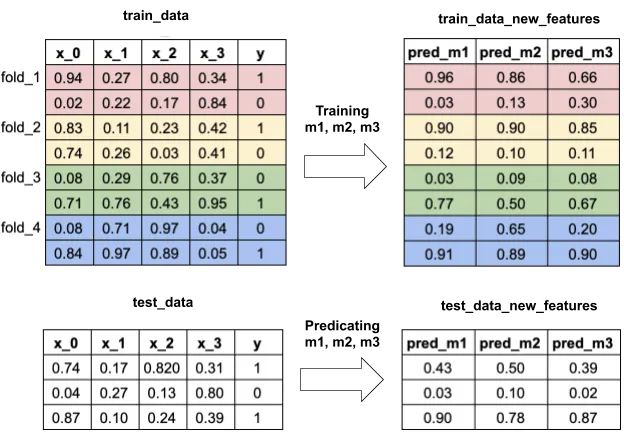 train_data
train_data_new_features
x_0 x_1 x_2 x_3 y
pred_m1 pred_m2 pred_m3
fold_1 0.94 0.27 0.80 0.34 1
0.96 0.86 0.66
0.02 0.22 0.17 0.84 0
0.03 0.13 0.30
fold_2 0.83 0.11 0.23 0.42 1
0.90 0.90 0.85
0.74 0.26 0.03 0.41 0
0.12 0.10 0.11
fold_3 0.08 0.29 0.76 0.37 0
0.03 0.09 0.08
0.71 0.76 0.43 0.95 1
0.77 0.50 0.67
fold_4 0.08 0.71 0.97 0.04 0
0.19 0.65 0.20
0.84 0.97 0.89 0.05 1
0.91 0.89 0.90
Training
m1, m2, m3
test_data
test_data_new_features
x_0 x_1 x_2 x_3 y
pred_m1 pred_m2 pred_m3
0.74 0.17 0.820 0.31 1
0.43 0.50 0.39
0.04 0.27 0.13 0.80 0
0.03 0.10 0.02
0.87 0.10 0.24 0.39 1
0.90 0.78 0.87
Predicating
m1, m2, m3